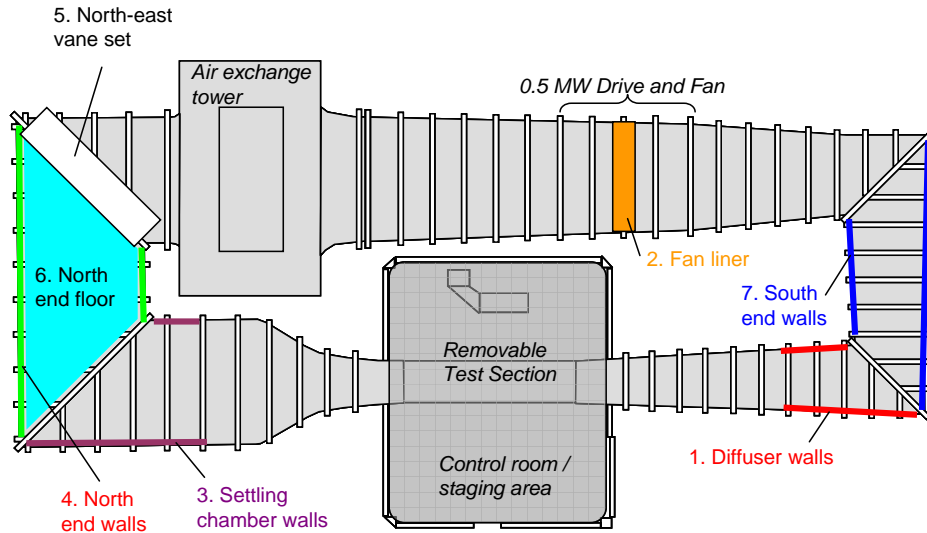 5. North-east
vane set
Air exchange
tower
0.5 MW Drive and Fan
6. North
end floor
2. Fan liner
7. South
end walls
Removable
Test Section
Control room /
staging area
1. Diffuser walls
4. North
end walls
3. Settling
chamber walls